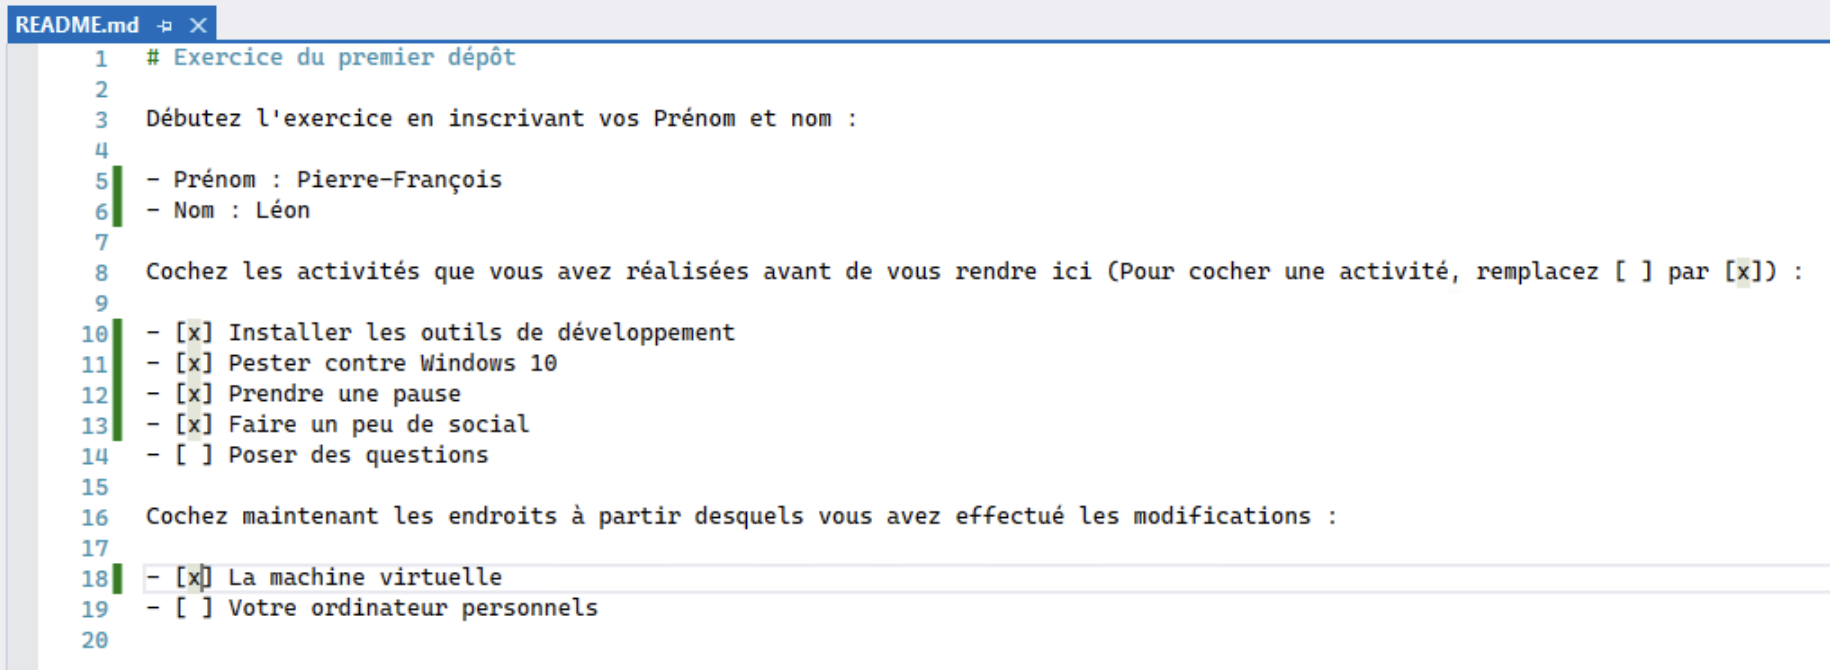 README.md
1 # Exercice du premier dépôt
2
3 Débutez l'exercice en inscrivant vos Prénom et nom :
4
5 - Prénom : Pierre-François
6 - Nom : Léon
7
8 Cochez les activités que vous avez réalisées avant de vous rendre ici (Pour cocher une activité, remplacez [ ] par [x]) :
9
10 - [x] Installer les outils de développement
11 - [x] Pester contre Windows 10
12 - [x] Prendre une pause
13 - [x] Faire un peu de social
14 - [ ] Poser des questions
15
16 Cochez maintenant les endroits à partir desquels vous avez effectué les modifications :
17
18 - [x] La machine virtuelle
19 - [ ] Votre ordinateur personnels
20